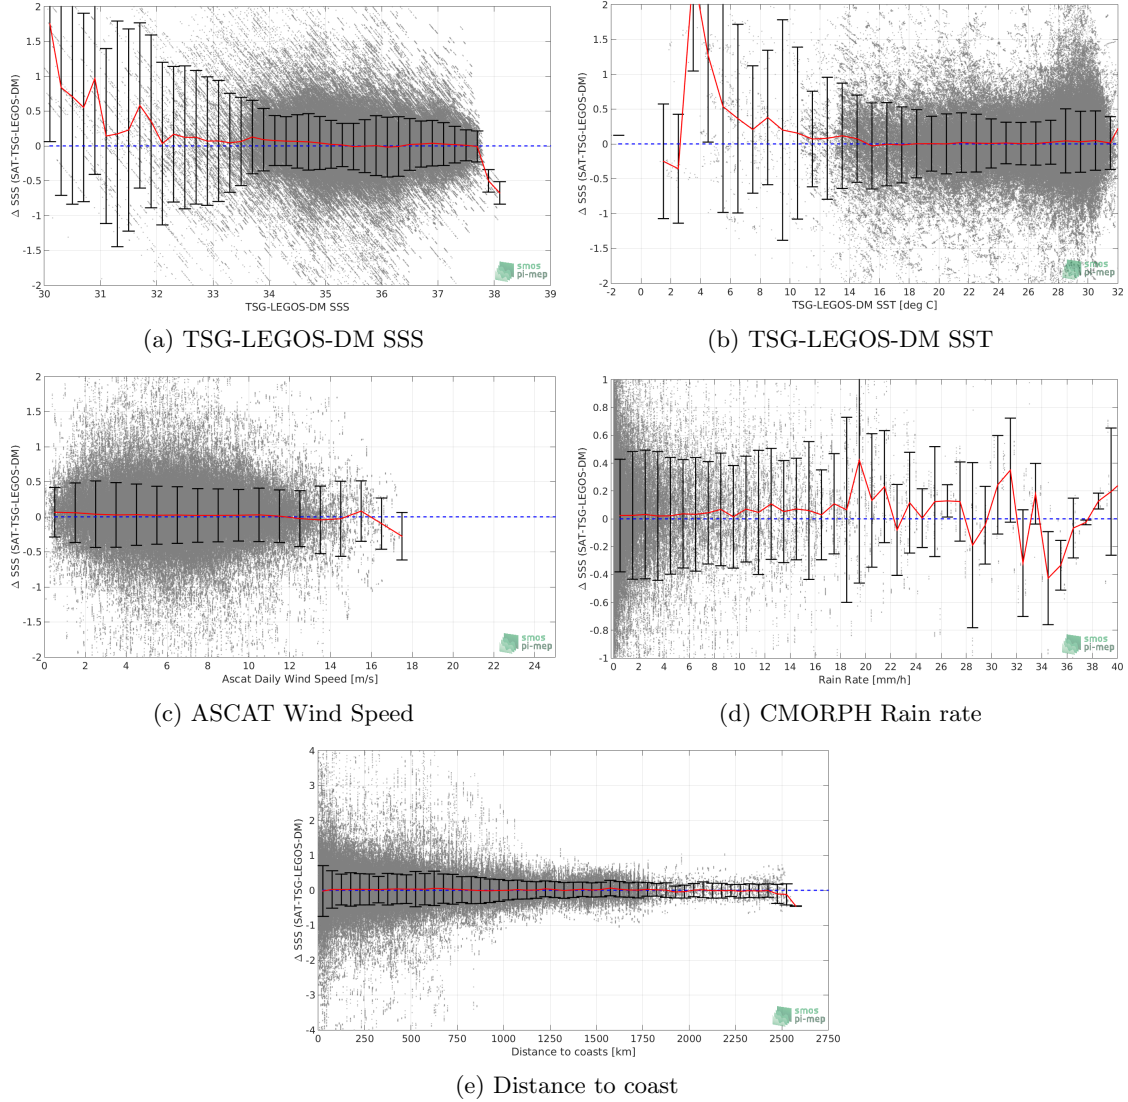 2
1.5
1
0.5
0
-0.5
-1
-1.5
-2
Δ SSS (SAT-TSG-LEGOS-DM)
30 31 32 33 34 35 36 37 38 39
TSG-LEGOS-DM SSS
smos
pi-mep
(a) TSG-LEGOS-DM SSS
2
1.5
1
0.5
0
-0.5
-1
-1.5
-2
Δ SSS (SAT-TSG-LEGOS-DM)
-2 0 2 4 6 8 10 12 14 16 18 20 22 24 26 28 30 32
TSG-LEGOS-DM SST [deg C]
smos
pi-mep
(b) TSG-LEGOS-DM SST
2
1.5
1
0.5
0
-0.5
-1
-1.5
-2
Δ SSS (SAT-TSG-LEGOS-DM)
0 2 4 6 8 10 12 14 16 18 20 22 24
Ascat Daily Wind Speed [m/s]
smos
pi-mep
(c) ASCAT Wind Speed
1
0.8
0.6
0.4
0.2
0
-0.2
-0.4
-0.6
-0.8
-1
Δ SSS (SAT-TSG-LEGOS-DM)
0 2 4 6 8 10 12 14 16 18 20 22 24 26 28 30 32 34 36 38 40
Rain Rate [mm/h]
smos
pi-mep
(d) CMORPH Rain rate
4
3
2
1
0
-1
-2
-3
-4
Δ SSS (SAT-TSG-LEGOS-DM)
0 250 500 750 1000 1250 1500 1750 2000 2250 2500 2750
Distance to coasts [km]
smos
pi-mep
(e) Distance to coast